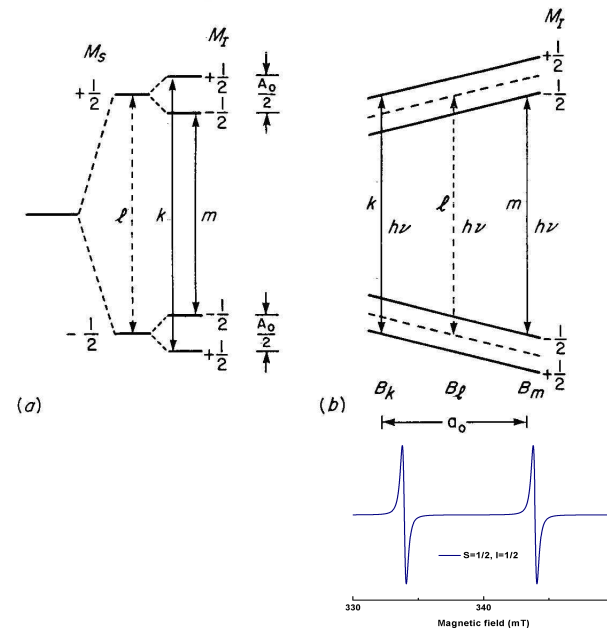 M_S
M_I
+1/2
-1/2
+1/2
-1/2
-1/2
+1/2
A_0/2
A_0/2
ℓ
k
m
(a)
M_I
+1/2
-1/2
k
ℓ
m
hν
hν
hν
-1/2
+1/2
B_k
B_ℓ
B_m
(b)
a_0
S=1/2, I=1/2
330
340
Magnetic field (mT)